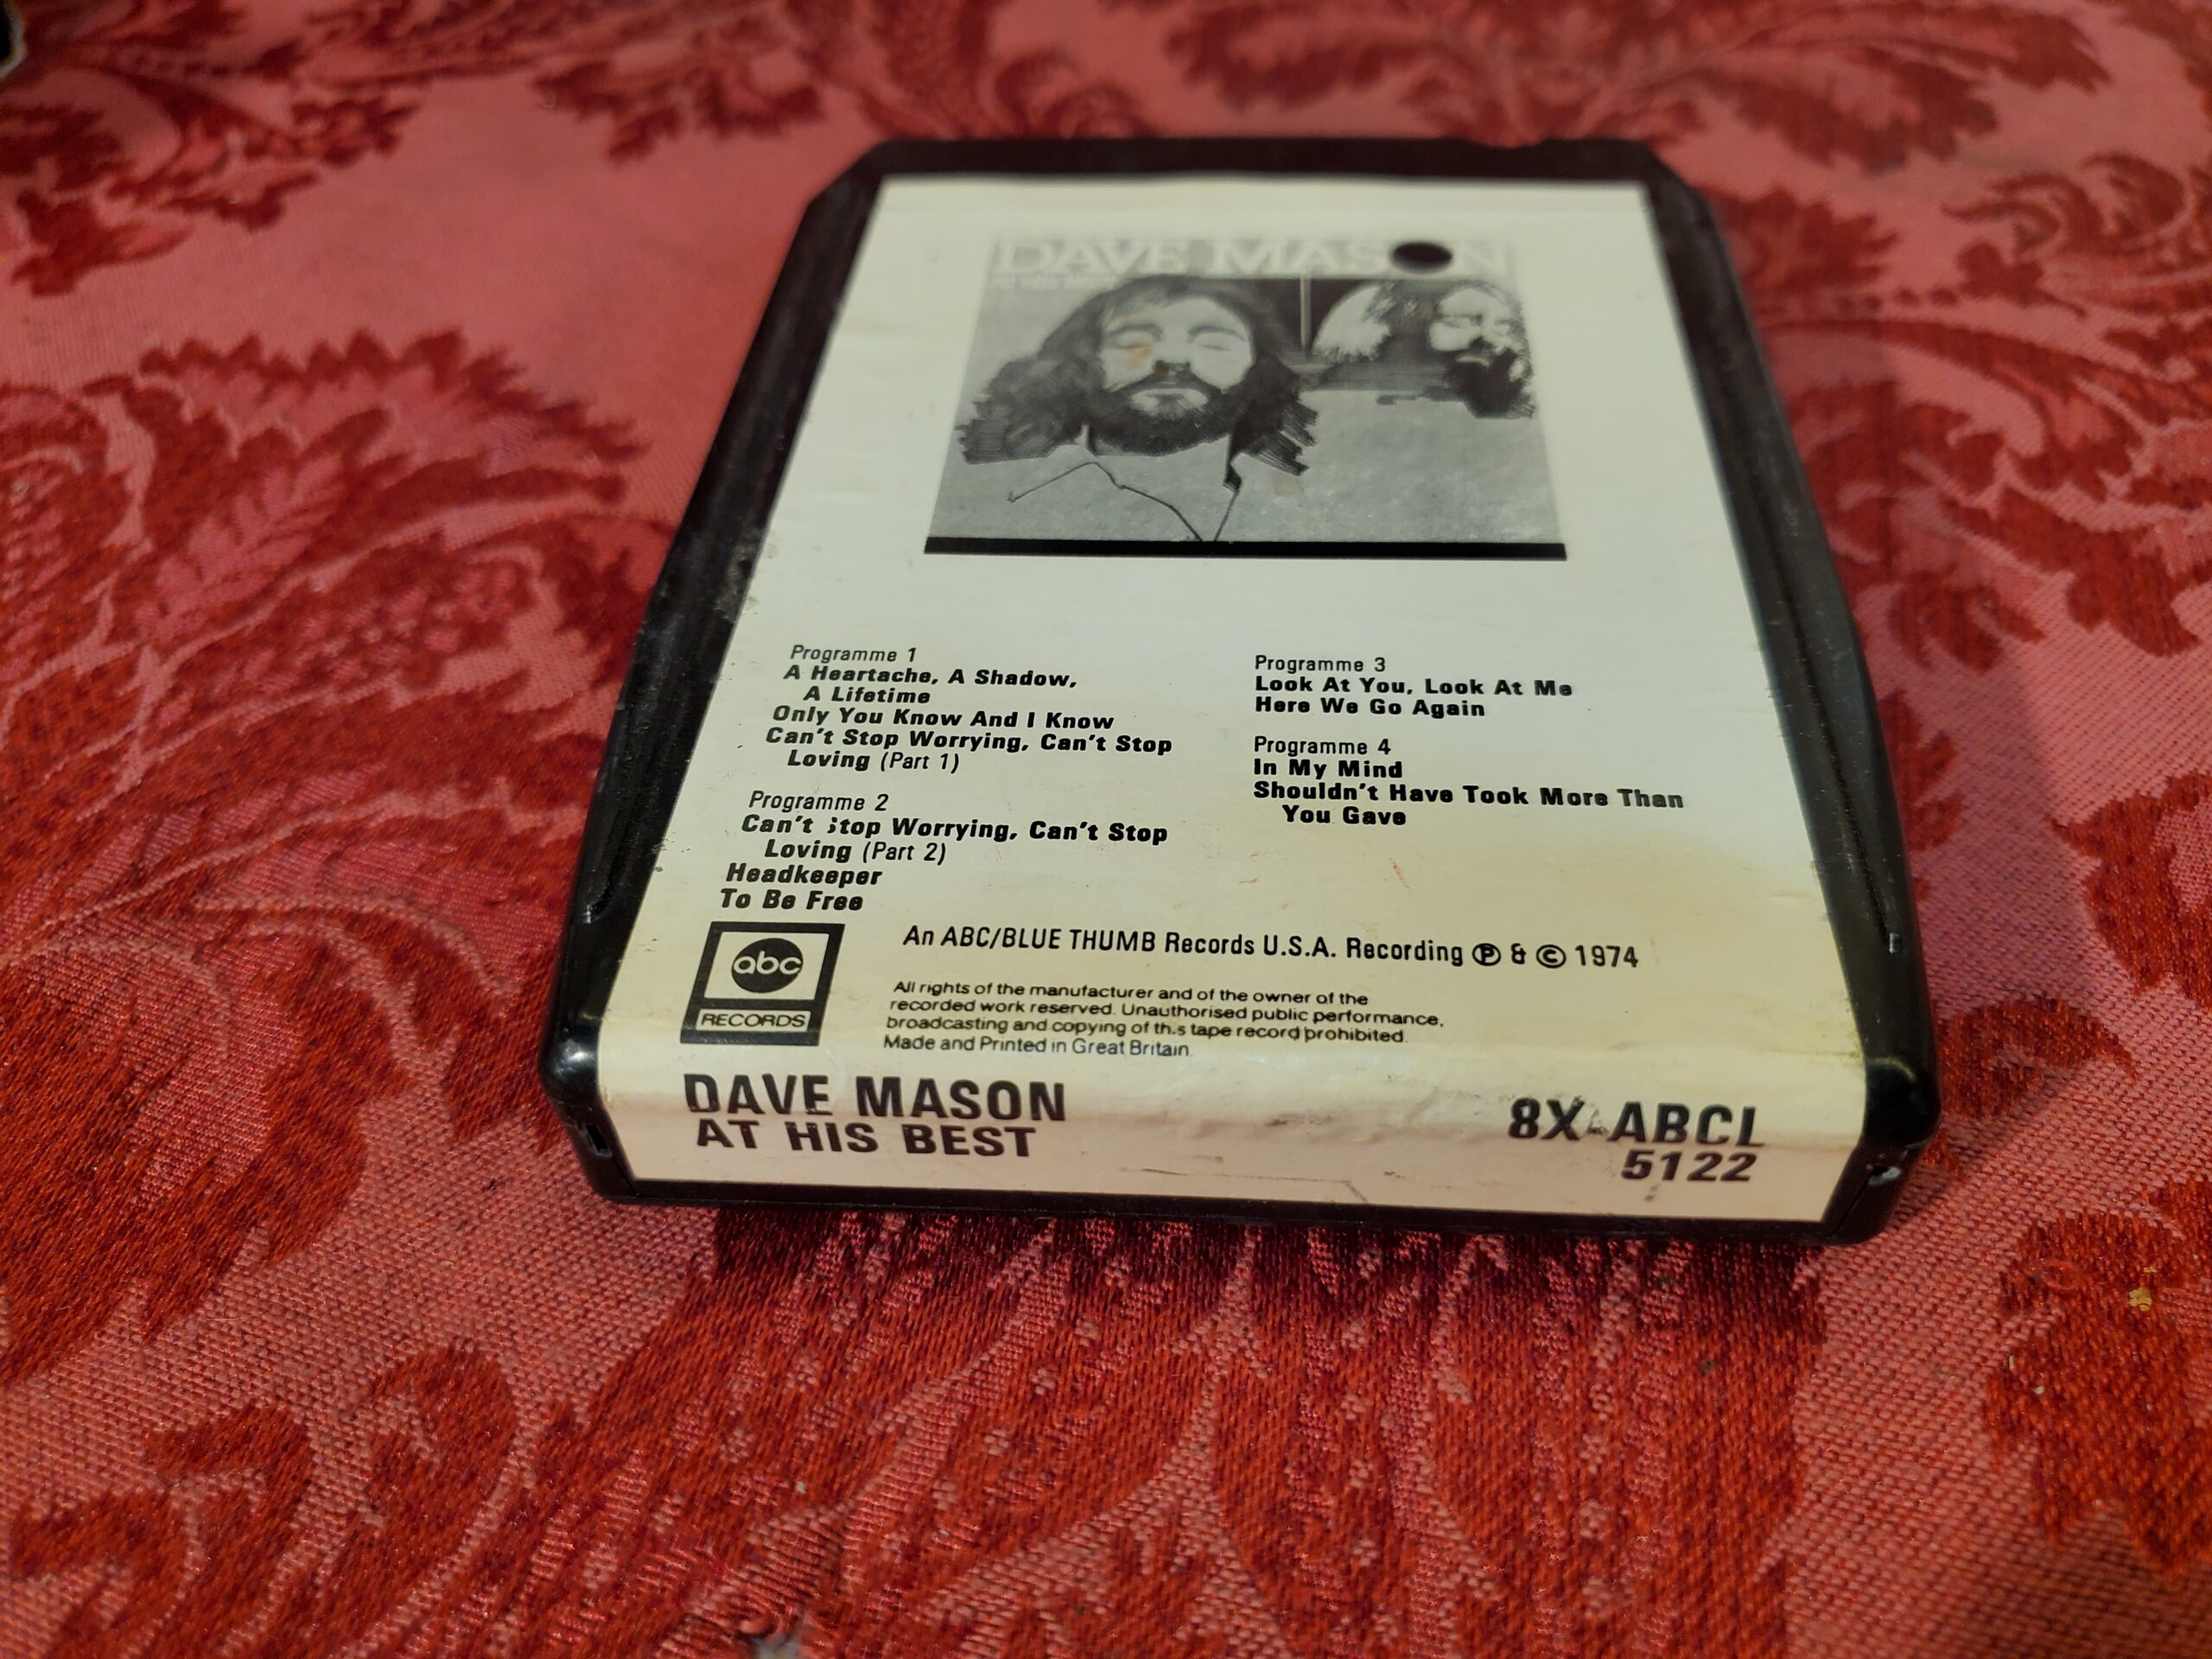 DAVE MASON
Programme 1
A Heartache, A Shadow,
A Lifetime
Only You Know And I Know
Can't Stop Worrying, Can't Stop
Loving (Part 1)
Programme 2
Can't Stop Worrying, Can't Stop
Loving (Part 2)
Headkeeper
To Be Free
Programme 3
Look At You, Look At Me
Here We Go Again
Programme 4
In My Mind
Shouldn't Have Took More Than
You Gave
abc
RECORDS
An ABC/BLUE THUMB Records U.S.A. Recording Ⓟ & © 1974
All rights of the manufacturer and of the owner of the
recorded work reserved. Unauthorised public performance,
broadcasting and copying of this tape record prohibited.
Made and Printed in Great Britain.
DAVE MASON
AT HIS BEST
8X-ABCL
5122